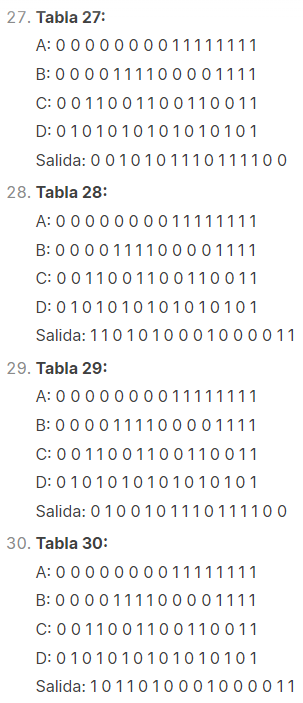 27. Tabla 27:
A: 0 0 0 0 0 0 0 0 1 1 1 1 1 1 1 1
B: 0 0 0 0 1 1 1 1 0 0 0 0 1 1 1 1
C: 0 0 1 1 0 0 1 1 0 0 1 1 0 0 1 1
D: 0 1 0 1 0 1 0 1 0 1 0 1 0 1 0 1
Salida: 0 0 1 0 1 0 1 1 1 0 1 1 1 1 0 0
28. Tabla 28:
A: 0 0 0 0 0 0 0 0 1 1 1 1 1 1 1 1
B: 0 0 0 0 1 1 1 1 0 0 0 0 1 1 1 1
C: 0 0 1 1 0 0 1 1 0 0 1 1 0 0 1 1
D: 0 1 0 1 0 1 0 1 0 1 0 1 0 1 0 1
Salida: 1 1 0 1 0 1 0 0 0 1 0 0 0 0 1 1
29. Tabla 29:
A: 0 0 0 0 0 0 0 0 1 1 1 1 1 1 1 1
B: 0 0 0 0 1 1 1 1 0 0 0 0 1 1 1 1
C: 0 0 1 1 0 0 1 1 0 0 1 1 0 0 1 1
D: 0 1 0 1 0 1 0 1 0 1 0 1 0 1 0 1
Salida: 0 1 0 0 1 0 1 1 1 0 1 1 1 1 0 0
30. Tabla 30:
A: 0 0 0 0 0 0 0 0 1 1 1 1 1 1 1 1
B: 0 0 0 0 1 1 1 1 0 0 0 0 1 1 1 1
C: 0 0 1 1 0 0 1 1 0 0 1 1 0 0 1 1
D: 0 1 0 1 0 1 0 1 0 1 0 1 0 1 0 1
Salida: 1 0 1 1 0 1 0 0 0 1 0 0 0 0 1 1